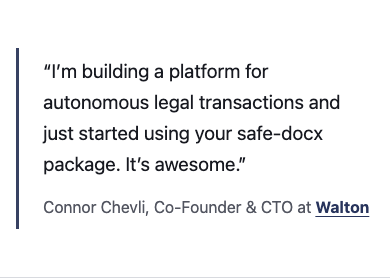 “I’m building a platform for
autonomous legal transactions and
just started using your safe-docx
package. It’s awesome.”
Connor Chevli, Co-Founder & CTO at Walton